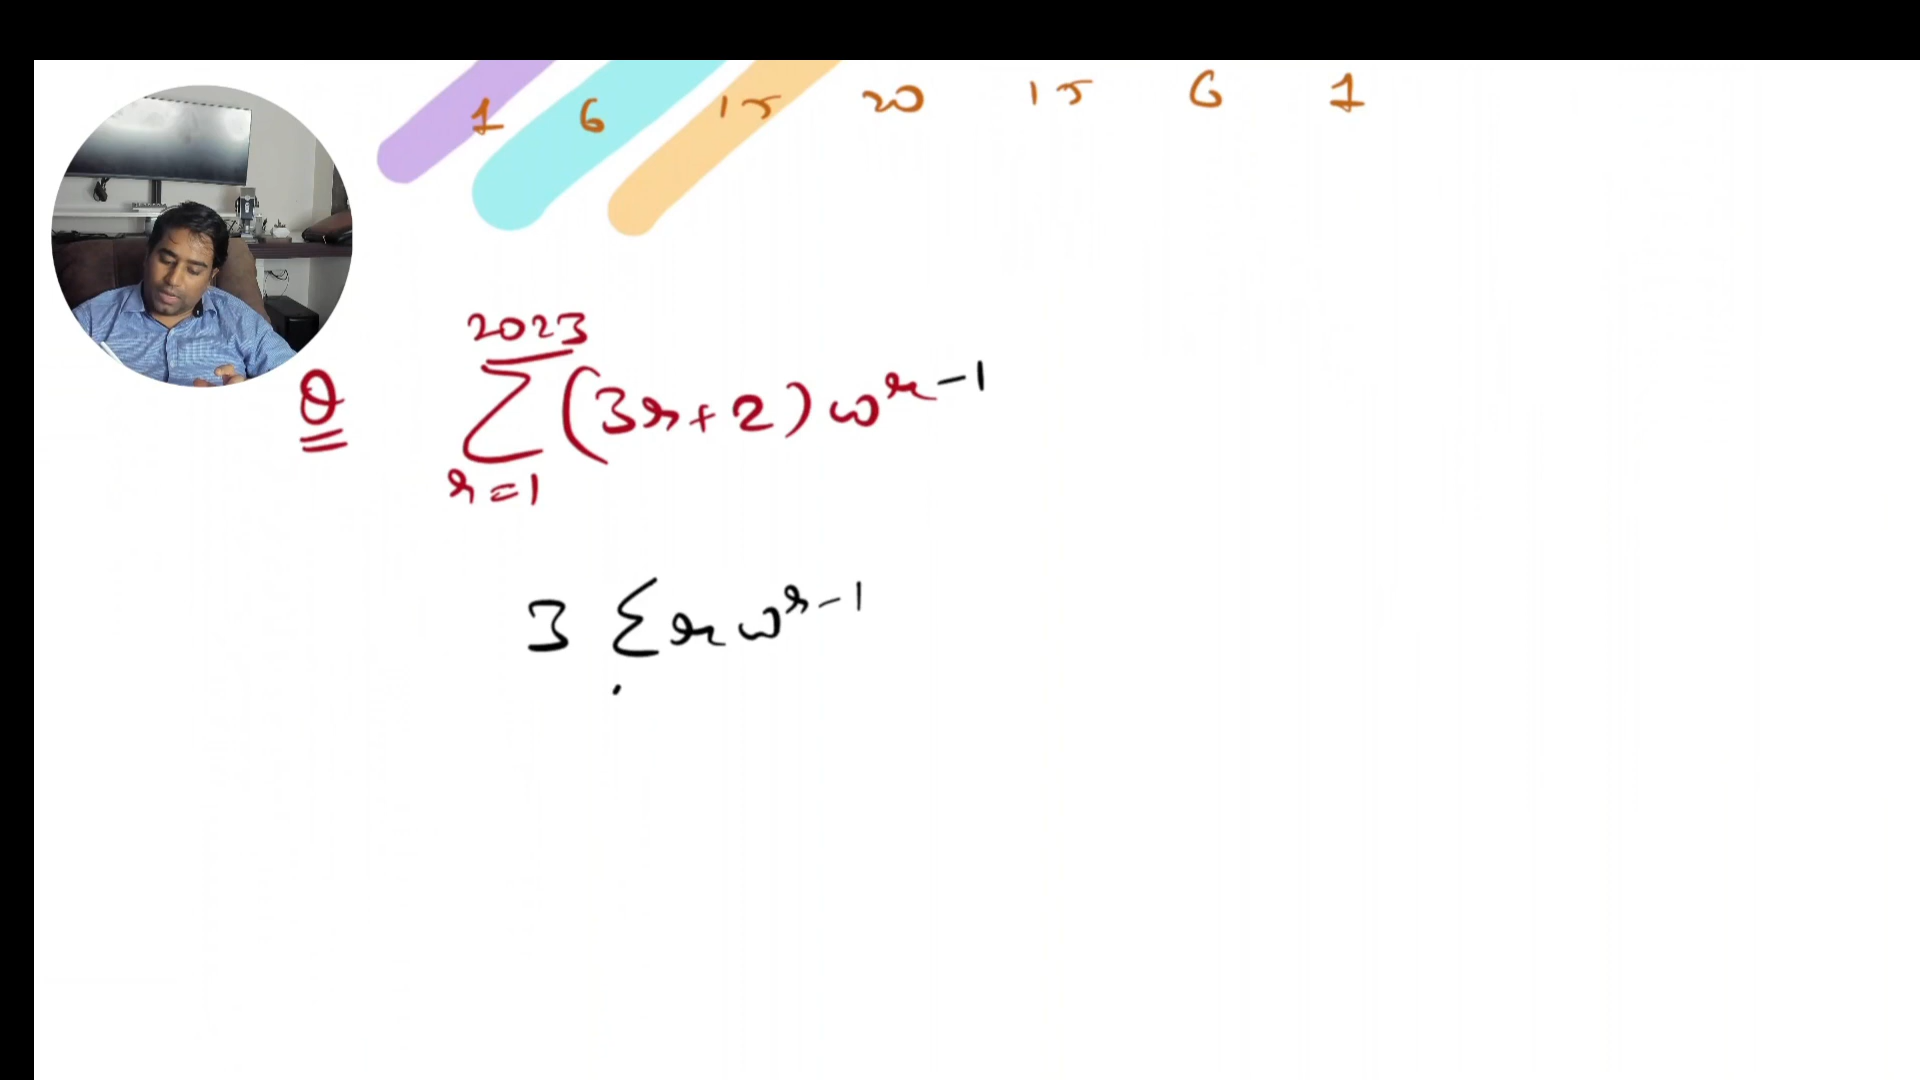 1 6 15 20 15 6 1
2023
Q ∑ (3r+2) ω^{r-1}
r=1
3 ∑ r ω^{r-1}